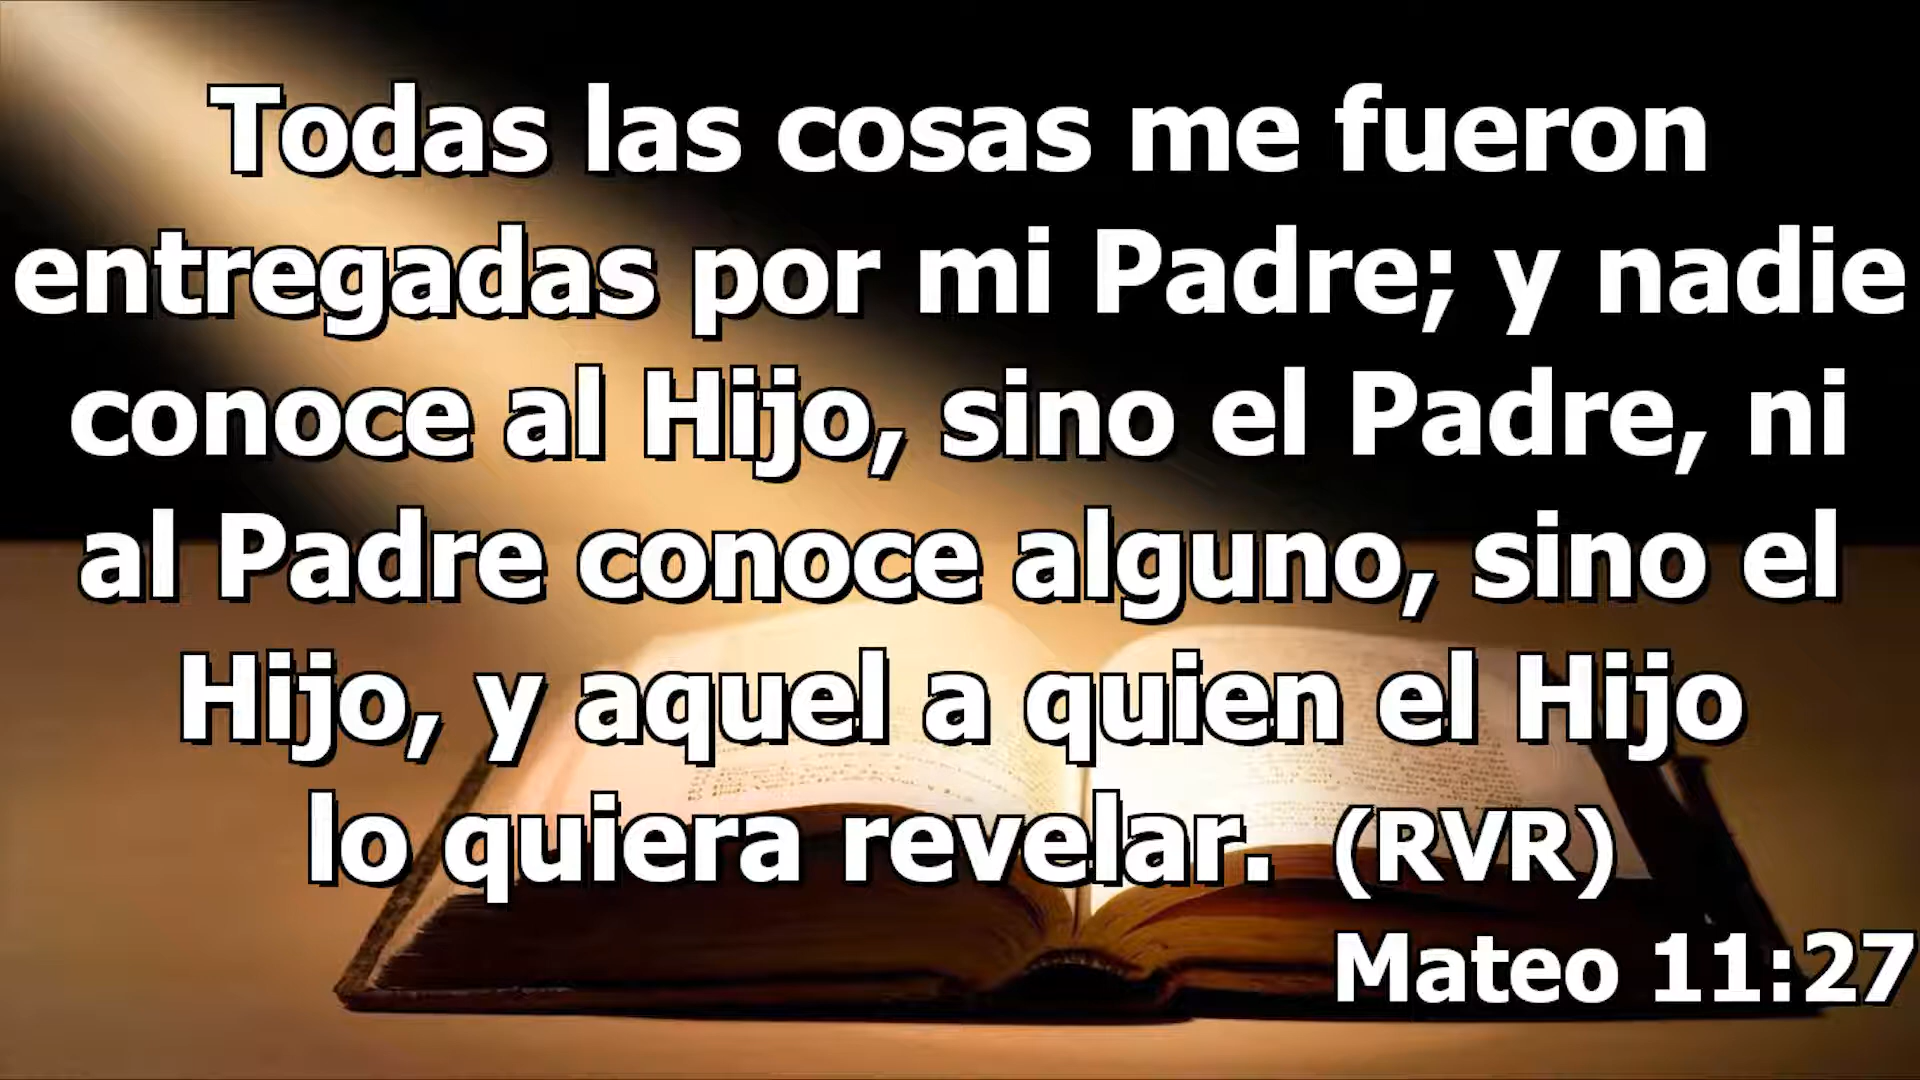 Todas las cosas me fueron
entregadas por mi Padre; y nadie
conoce al Hijo, sino el Padre, ni
al Padre conoce alguno, sino el
Hijo, y aquel a quien el Hijo
lo quiera revelar. (RVR)
Mateo 11:27